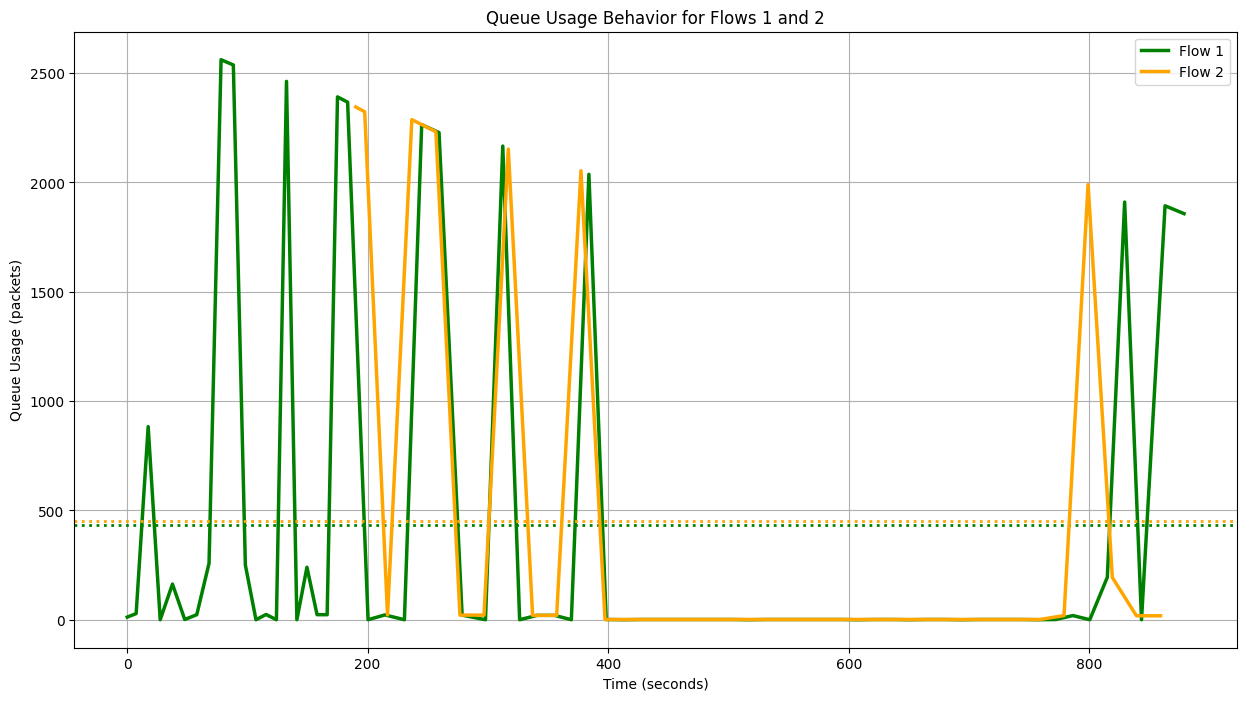 Queue Usage Behavior for Flows 1 and 2
Flow 1
Flow 2
Queue Usage (packets)
2500
2000
1500
1000
500
0
0 200 400 600 800
Time (seconds)